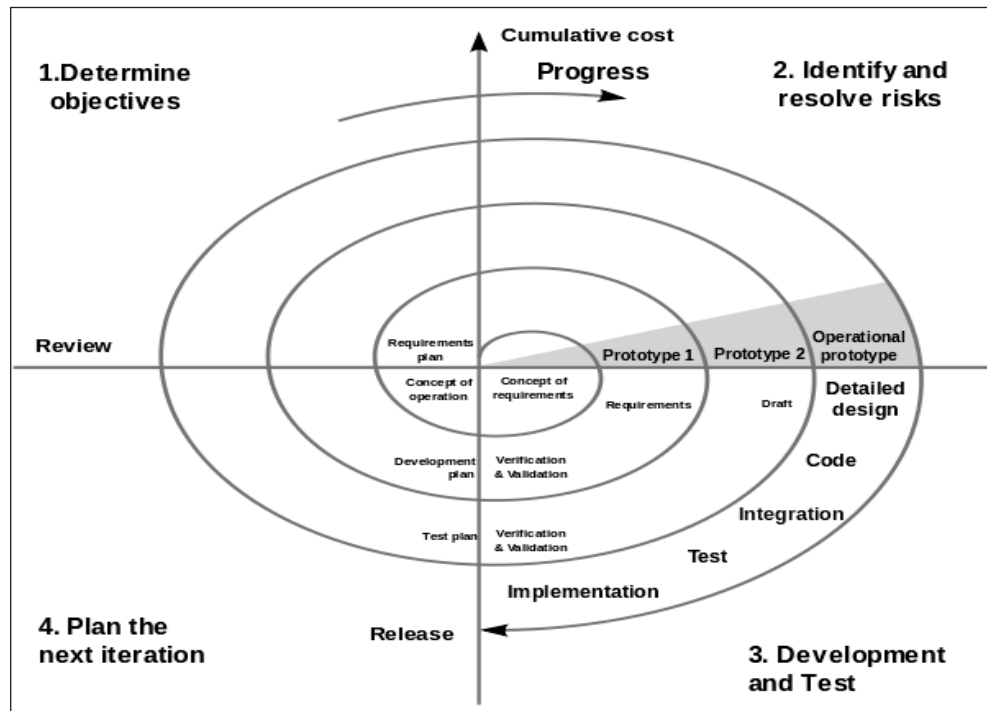 Cumulative cost
1.Determine
objectives
Progress
2. Identify and
resolve risks
Review
Requirements
plan
Prototype 1
Prototype 2
Operational
prototype
Concept of
operation
Concept of
requirements
Requirements
Draft
Detailed
design
Development
plan
Verification
& Validation
Code
Integration
Test plan
Verification
& Validation
Test
Implementation
Release
4. Plan the
next iteration
3. Development
and Test